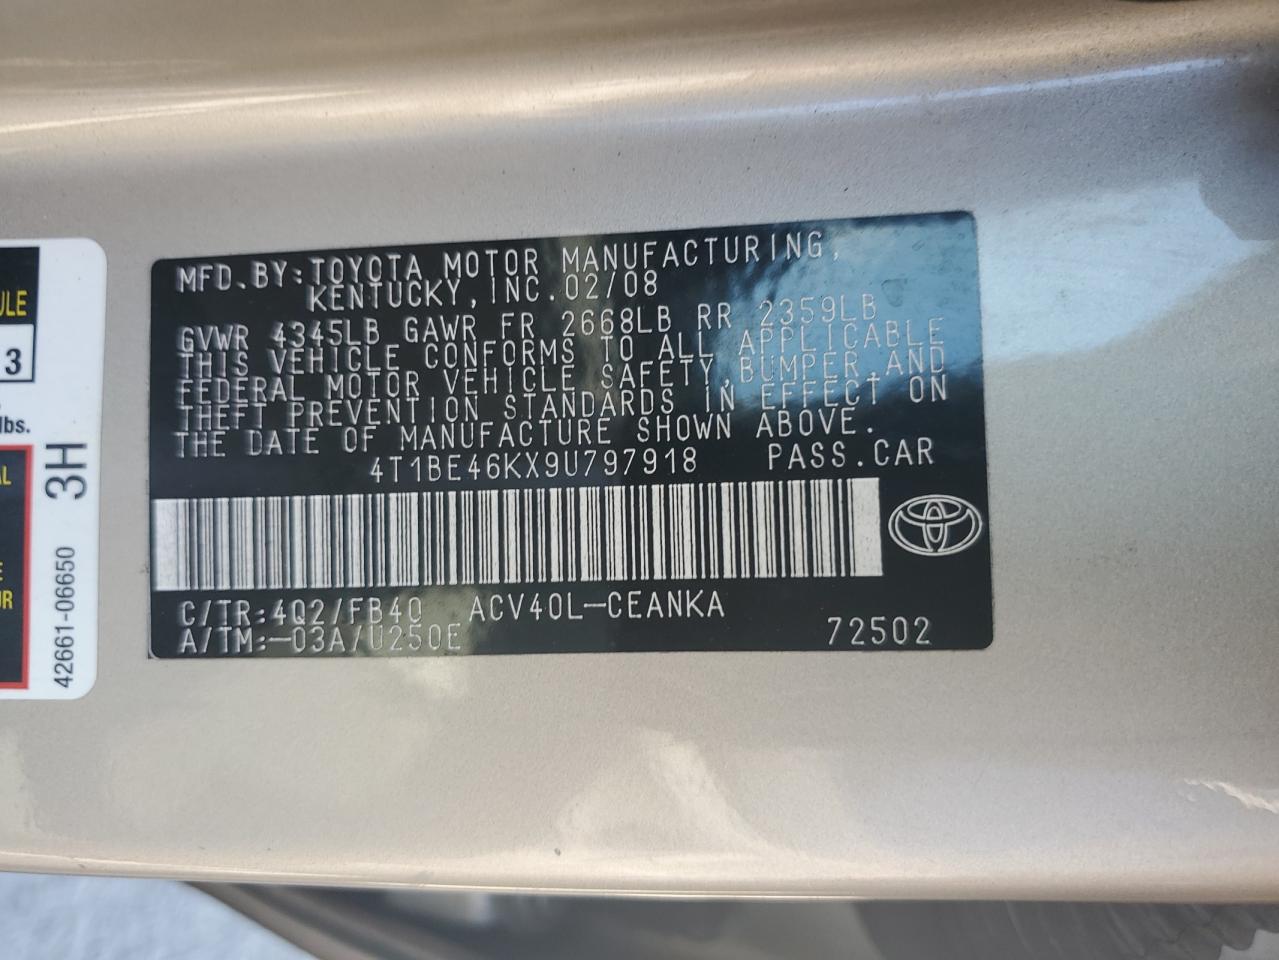 MFD.BY:TOYOTA MOTOR MANUFACTURING,
KENTUCKY,INC.02/08
GVWR 4345LB GAWR FR 2668LB RR 2359LB
THIS VEHICLE CONFORMS TO ALL APPLICABLE
FEDERAL MOTOR VEHICLE SAFETY,BUMPER,AND
THEFT PREVENTION STANDARDS IN EFFECT ON
THE DATE OF MANUFACTURE SHOWN ABOVE.
4T1BE46KX9U797918 PASS.CAR
C/TR:4Q2/FB40 ACV40L-CEANKA
A/TM:-03A/U250E 72502
3
lbs.
3H
42661-06650